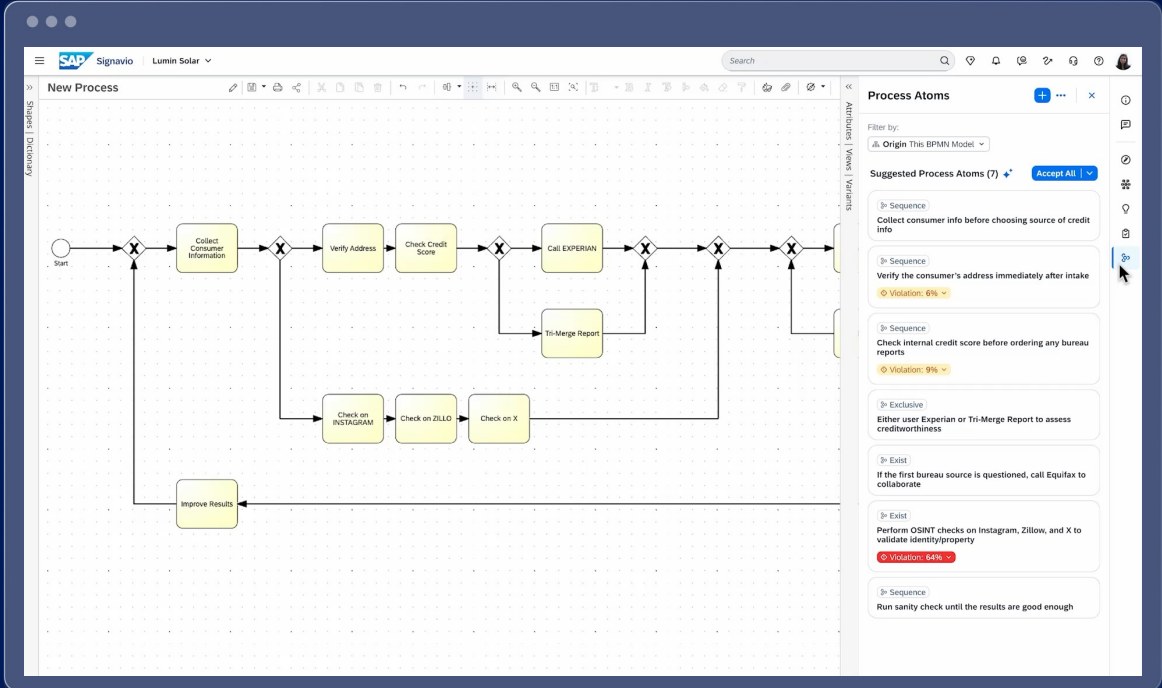 SAP Signavio
Lumin Solar
Search
New Process
Process Atoms
Shapes | Dictionary
Attributes | Views | Variants
Filter by:
Origin This BPMN Model
Suggested Process Atoms (7)
Accept All
Sequence
Collect consumer info before choosing source of credit
info
Sequence
Verify the consumer's address immediately after intake
Violation: 6%
Sequence
Check internal credit score before ordering any bureau
reports
Violation: 9%
Exclusive
Either user Experian or Tri-Merge Report to assess
creditworthiness
Exist
If the first bureau source is questioned, call Equifax to
collaborate
Exist
Perform OSINT checks on Instagram, Zillow, and X to
validate identity/property
Violation: 64%
Sequence
Run sanity check until the results are good enough
Start
X
Collect
Consumer
Information
X
Verify Address
Check Credit
Score
X
Call EXPERIAN
X
X
X
Tri-Merge Report
Check on
INSTAGRAM
Check on ZILLO
Check on X
Improve Results